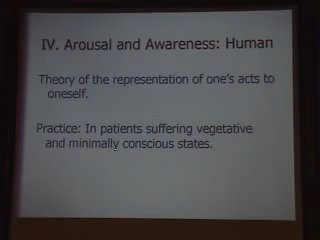 IV. Arousal and Awareness: Human
Theory of the representation of one's acts to
oneself.
Practice: In patients suffering vegetative
and minimally conscious states.